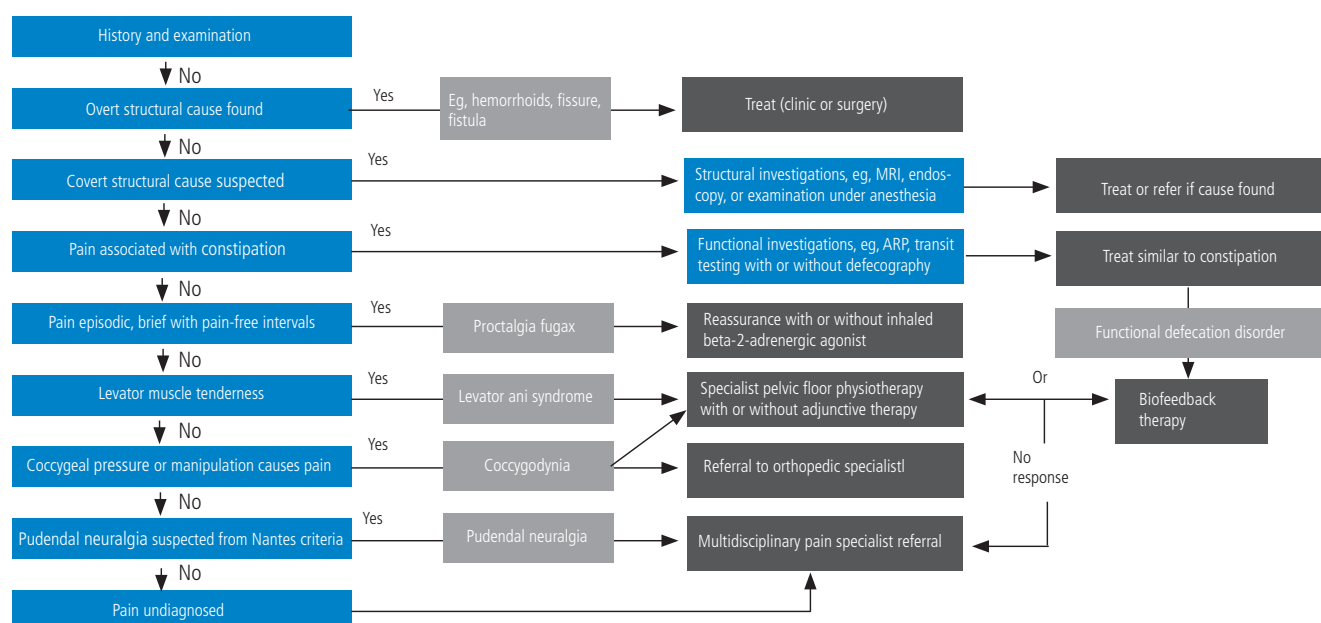 History and examination
No
Overt structural cause found
Yes
Eg, hemorrhoids, fissure,
fistula
Treat (clinic or surgery)
No
Covert structural cause suspected
Yes
Structural investigations, eg, MRI, endos-
copy, or examination under anesthesia
Treat or refer if cause found
No
Pain associated with constipation
Yes
Functional investigations, eg, ARP, transit
testing with or without defecography
Treat similar to constipation
No
Pain episodic, brief with pain-free intervals
Yes
Proctalgia fugax
Reassurance with or without inhaled
beta-2-adrenergic agonist
Functional defecation disorder
No
Levator muscle tenderness
Yes
Levator ani syndrome
Specialist pelvic floor physiotherapy
with or without adjunctive therapy
Or
Biofeedback
therapy
No
Coccygeal pressure or manipulation causes pain
Yes
Coccygodynia
Referral to orthopedic specialistl
No
response
No
Pudendal neuralgia suspected from Nantes criteria
Yes
Pudendal neuralgia
Multidisciplinary pain specialist referral
No
Pain undiagnosed